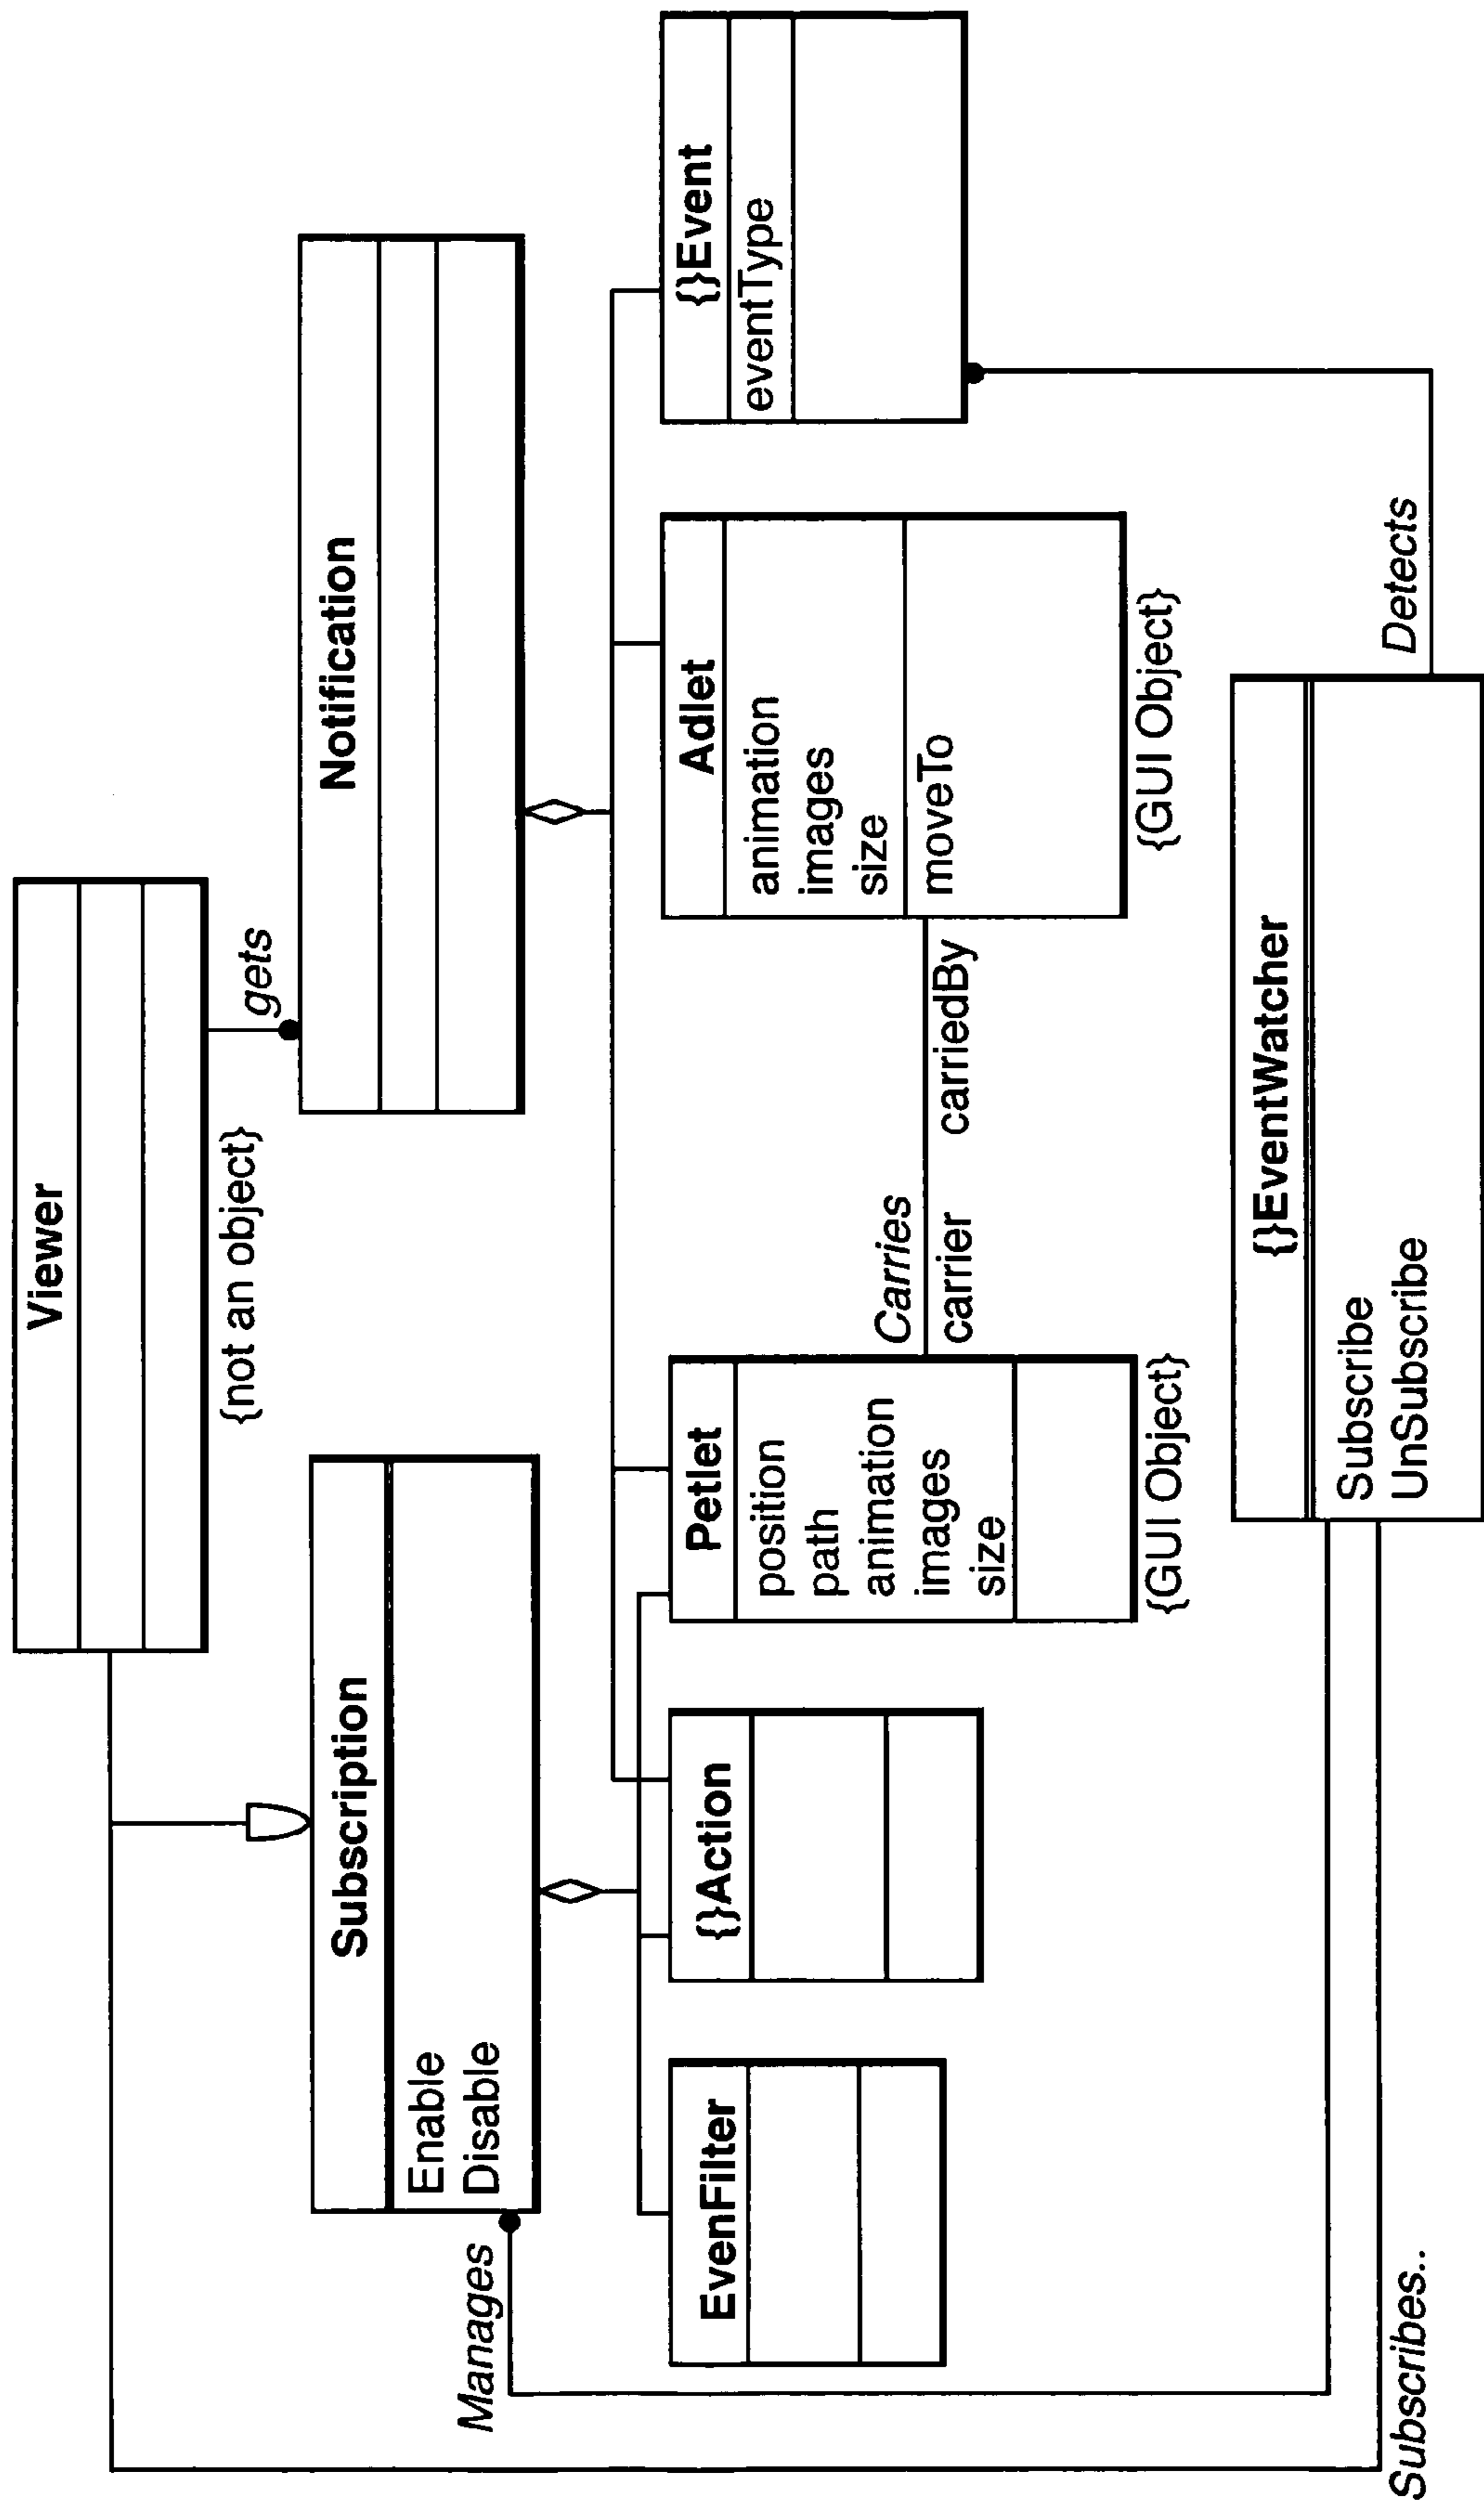 Viewer
{not an object}
gets
Subscription
Enable
Disable
Notification
Manages
EvenFilter
{}Action
Petlet
position
path
animation
images
size
{GUI Object}
Carries
carrier
carriedBy
Adlet
animation
images
size
moveTo
{GUI Object}
{}Event
eventType
{}EventWatcher
Subscribe
UnSubscribe
Detects
Subscribes..